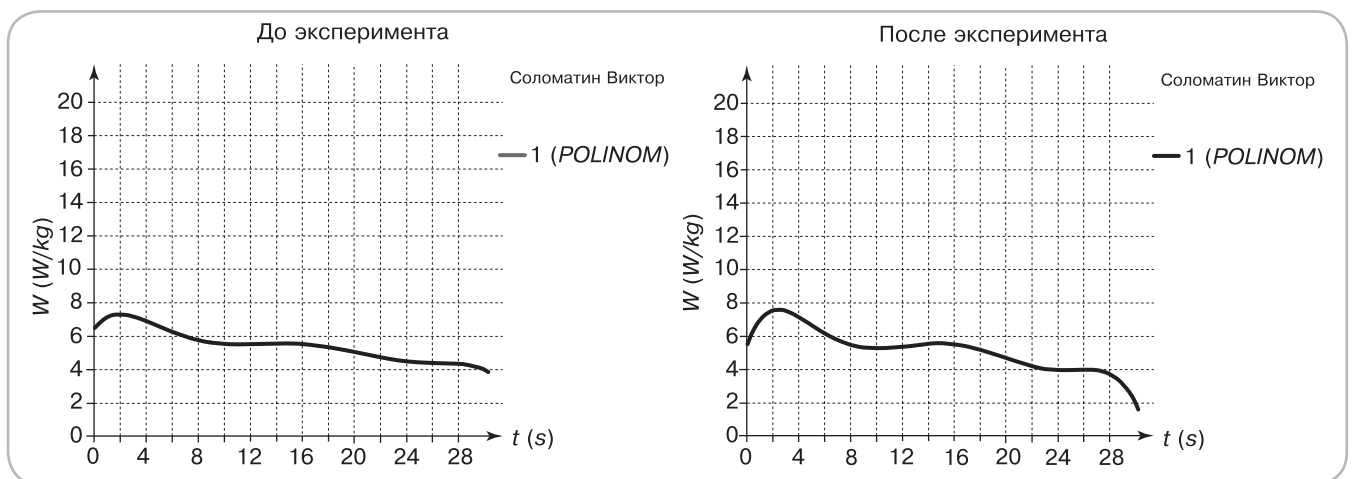 До эксперимента
Соломатин Виктор
1 (POLINOM)
W (W/kg)
20
18
16
14
12
10
8
6
4
2
0
0 4 8 12 16 20 24 28
t (s)
После эксперимента
Соломатин Виктор
1 (POLINOM)
W (W/kg)
20
18
16
14
12
10
8
6
4
2
0
0 4 8 12 16 20 24 28
t (s)